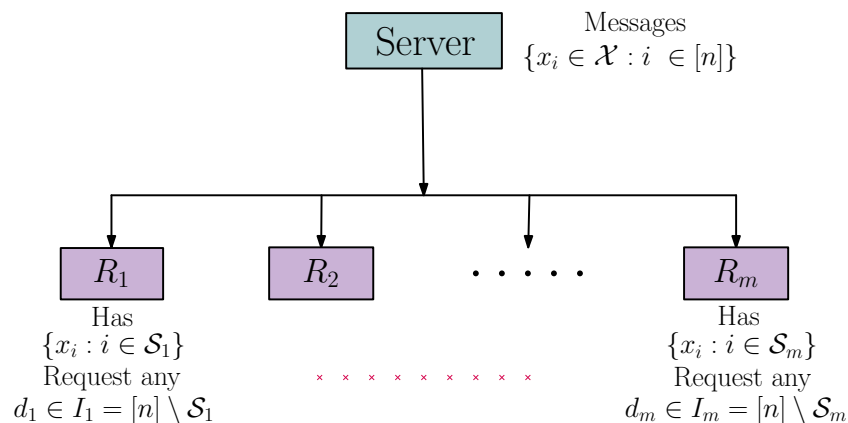 Server
Messages
{x_i ∈ 𝒳 : i ∈ [n]}
R_1
R_2
· · · · ·
R_m
Has
{x_i : i ∈ 𝒮_1}
Request any
d_1 ∈ I_1 = [n] \ 𝒮_1
× × × × × × × × ×
Has
{x_i : i ∈ 𝒮_m}
Request any
d_m ∈ I_m = [n] \ 𝒮_m